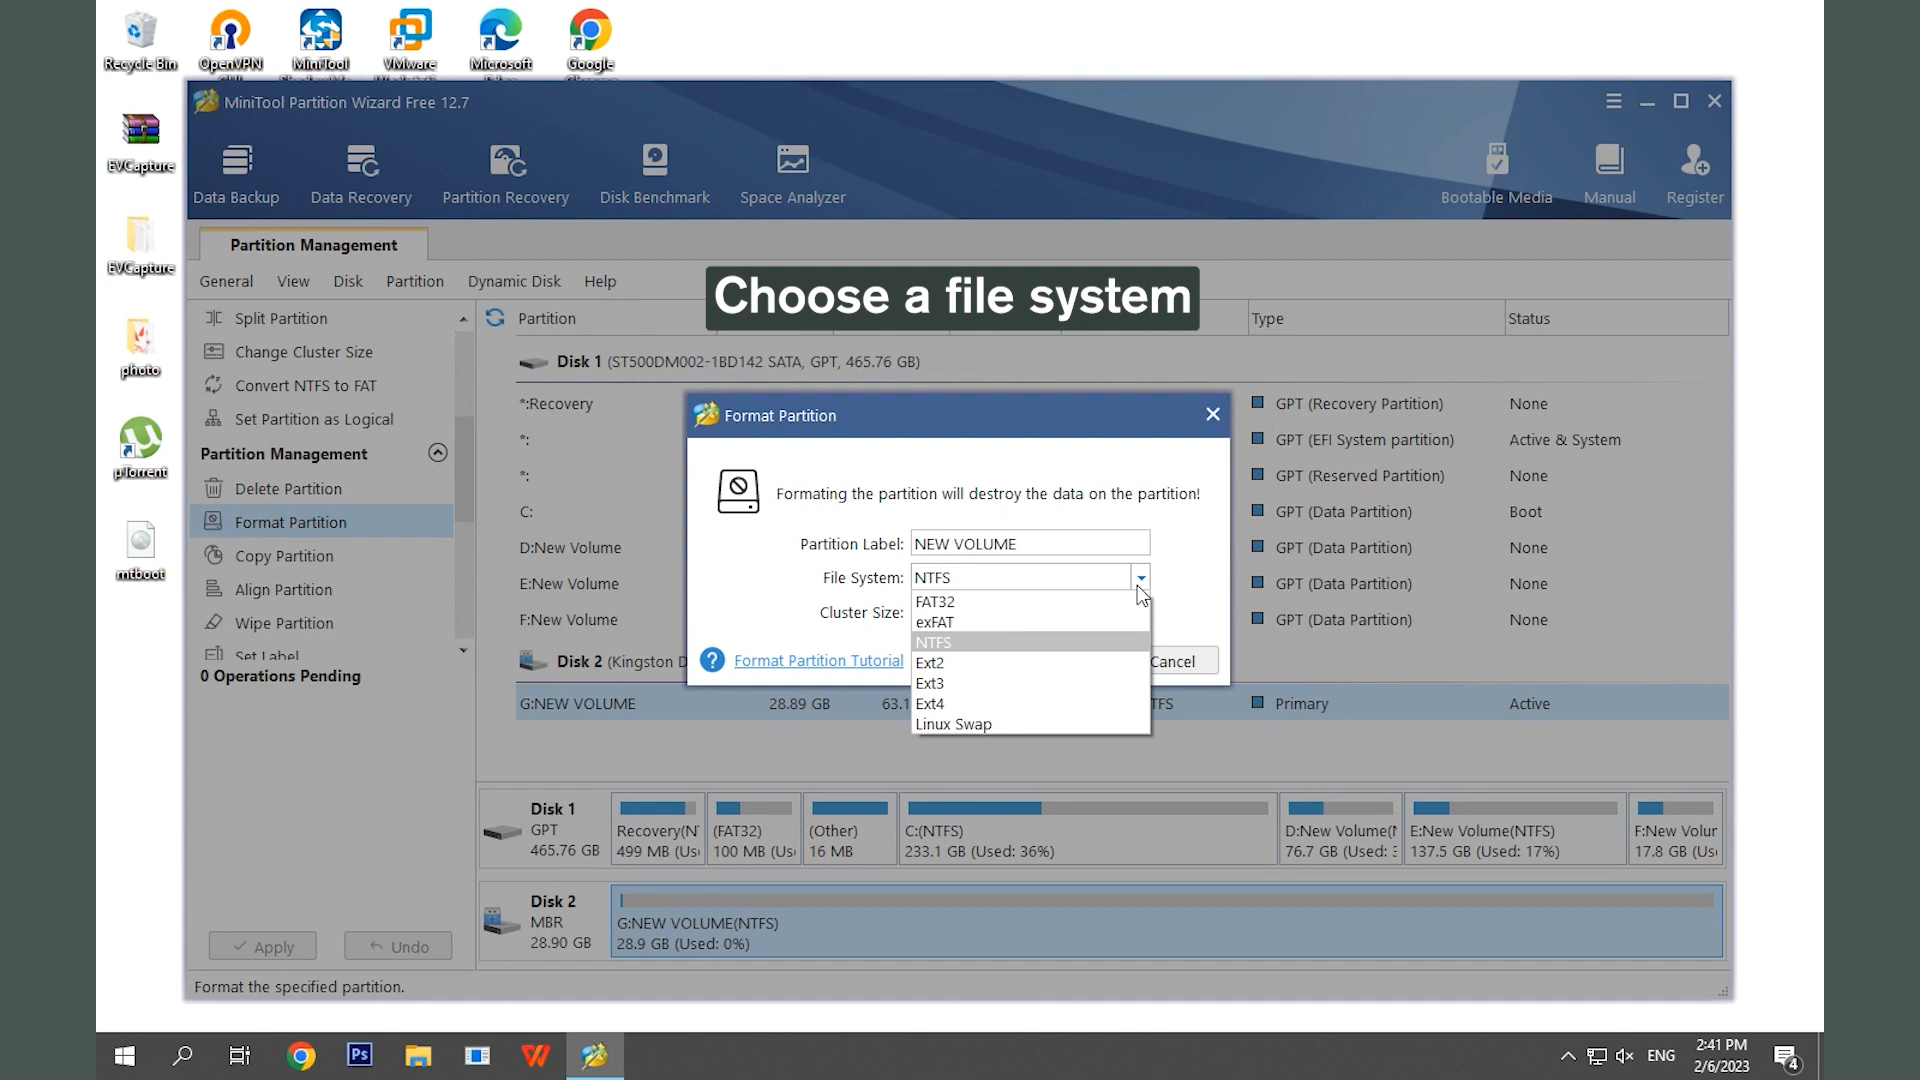 Recycle Bin
OpenVPN
MiniTool
VMware
Microsoft
Google
EVCapture
EVCapture
photo
µTorrent
mtboot
MiniTool Partition Wizard Free 12.7
Data Backup
Data Recovery
Partition Recovery
Disk Benchmark
Space Analyzer
Bootable Media
Manual
Register
Partition Management
General View Disk Partition Dynamic Disk Help
Choose a file system
Split Partition
Change Cluster Size
Convert NTFS to FAT
Set Partition as Logical
Partition Management
Delete Partition
Format Partition
Copy Partition
Align Partition
Wipe Partition
Set Label
0 Operations Pending
Apply
Undo
Format the specified partition.
Partition Type Status
Disk 1 (ST500DM002-1BD142 SATA, GPT, 465.76 GB)
*:Recovery GPT (Recovery Partition) None
*: GPT (EFI System partition) Active & System
*: GPT (Reserved Partition) None
C: GPT (Data Partition) Boot
D:New Volume GPT (Data Partition) None
E:New Volume GPT (Data Partition) None
F:New Volume GPT (Data Partition) None
Disk 2 (Kingston D
G:NEW VOLUME 28.89 GB 63.1 TFS Primary Active
Format Partition
Formating the partition will destroy the data on the partition!
Partition Label: NEW VOLUME
File System: NTFS
Cluster Size:
FAT32
exFAT
NTFS
Ext2
Ext3
Ext4
Linux Swap
? Format Partition Tutorial
Cancel
Disk 1
GPT
465.76 GB
Recovery(N
499 MB (Us
(FAT32)
100 MB (Us
(Other)
16 MB
C:(NTFS)
233.1 GB (Used: 36%)
D:New Volume(
76.7 GB (Used:
E:New Volume(NTFS)
137.5 GB (Used: 17%)
F:New Volur
17.8 GB (Us
Disk 2
MBR
28.90 GB
G:NEW VOLUME(NTFS)
28.9 GB (Used: 0%)
Ps
ENG
2:41 PM
2/6/2023
4